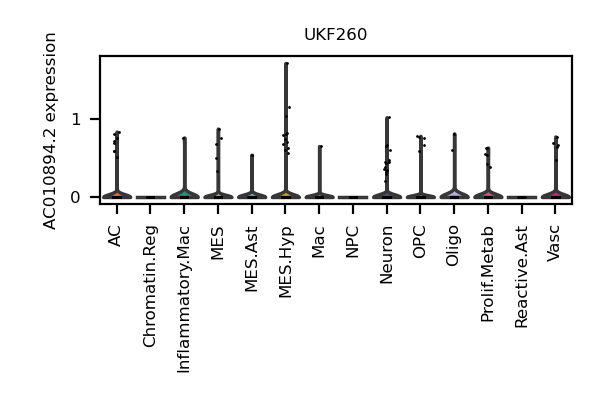 UKF260
AC010894.2 expression
1
0
AC
Chromatin.Reg
Inflammatory.Mac
MES
MES.Ast
MES.Hyp
Mac
NPC
Neuron
OPC
Oligo
Prolif.Metab
Reactive.Ast
Vasc